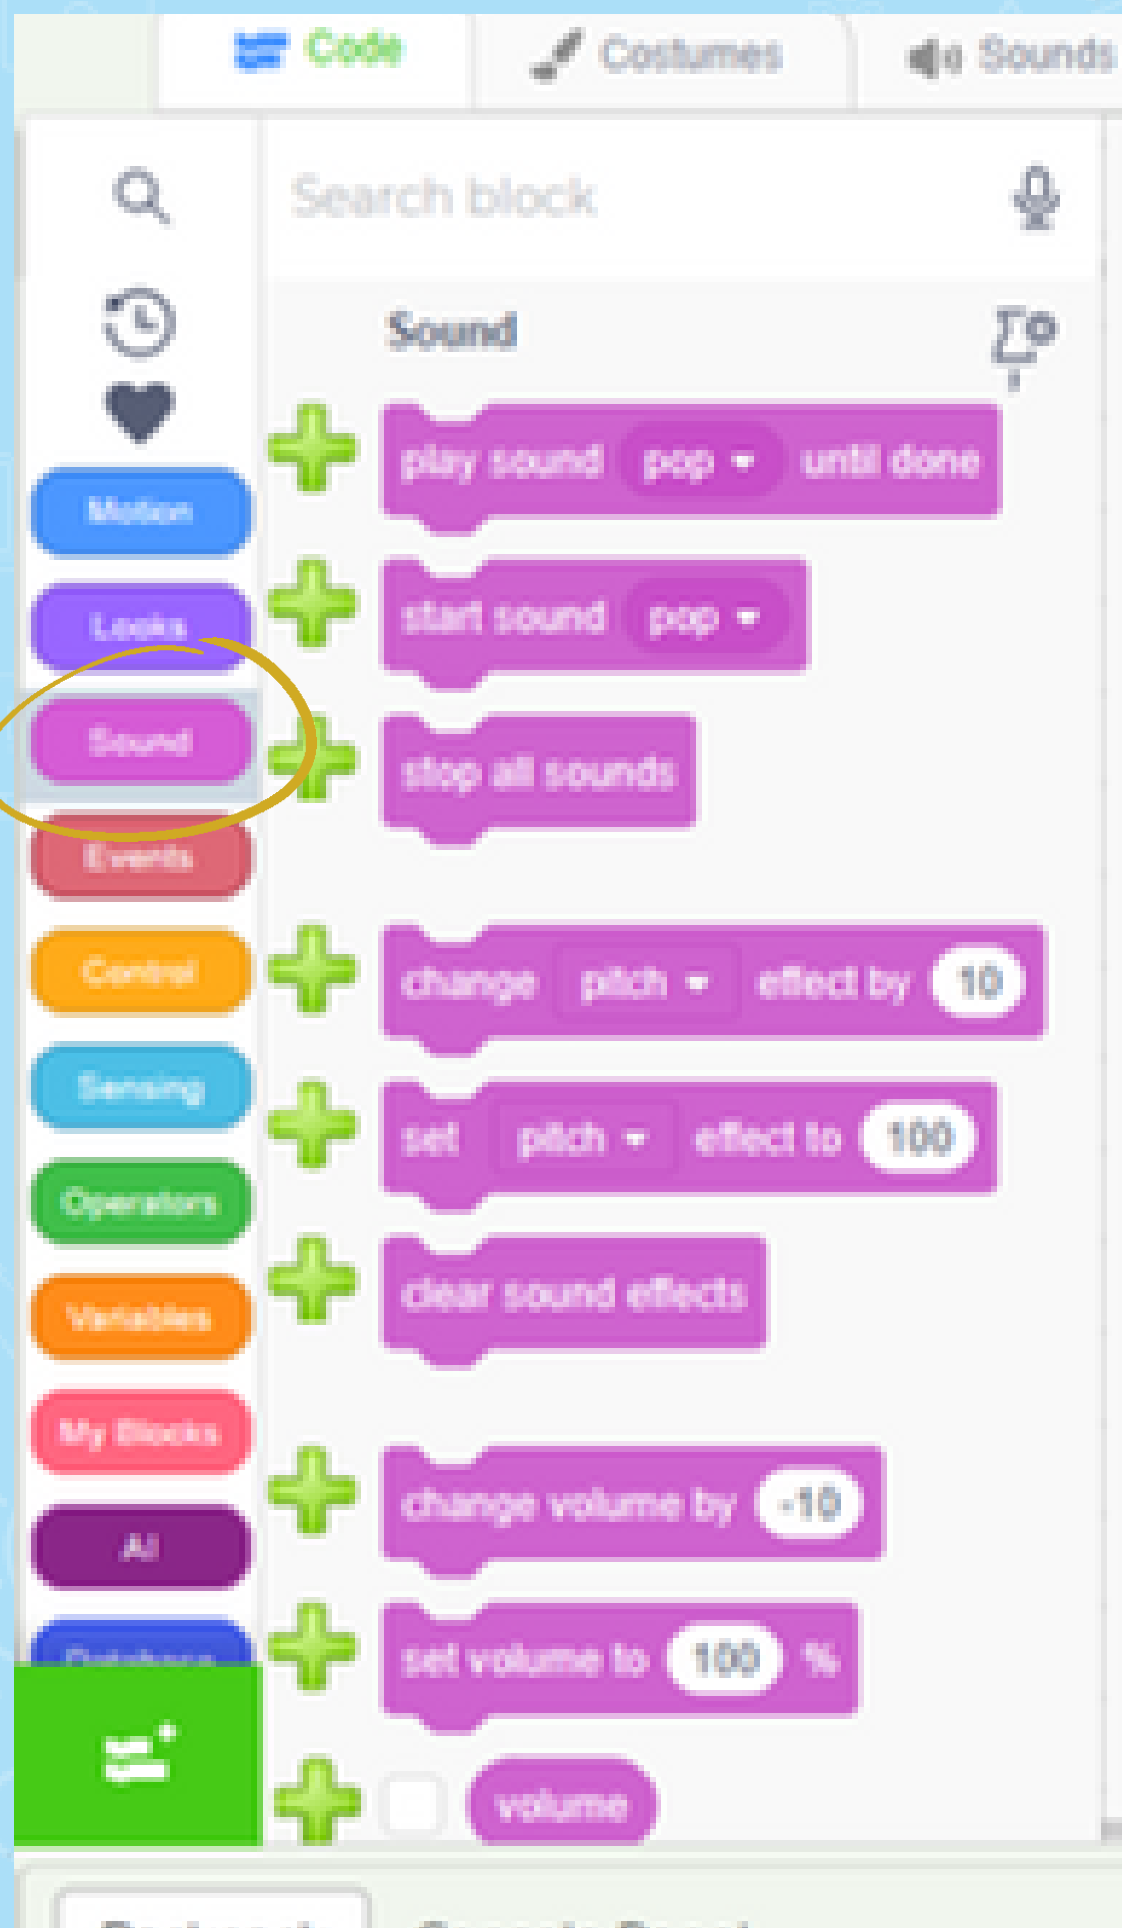 Code Costumes Sounds
Search block
Sound
play sound pop until done
Motion
start sound pop
Looks
Sound
stop all sounds
Events
Control
change pitch effect by 10
Sensing
set pitch effect to 100
Operators
clear sound effects
Variables
My Blocks
change volume by -10
AI
set volume to 100 %
Database
volume